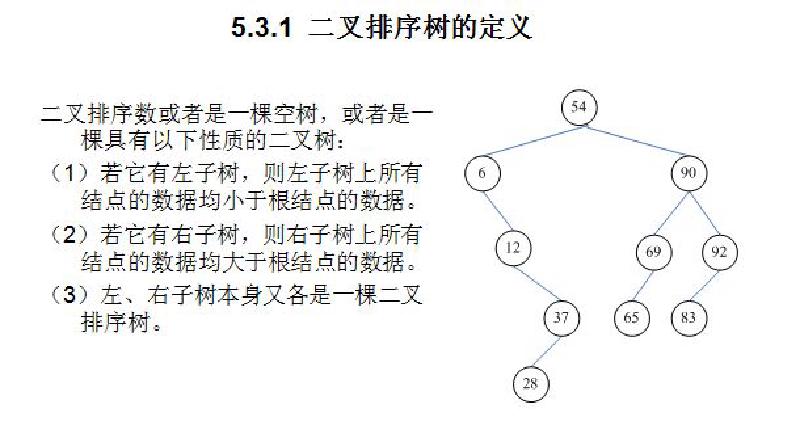 5.3.1 二叉排序树的定义
二叉排序数或者是一棵空树，或者是一
棵具有以下性质的二叉树：
（1）若它有左子树，则左子树上所有
结点的数据均小于根结点的数据。
（2）若它有右子树，则右子树上所有
结点的数据均大于根结点的数据。
（3）左、右子树本身又各是一棵二叉
排序树。
54
6 90
12 69 92
37 65 83
28